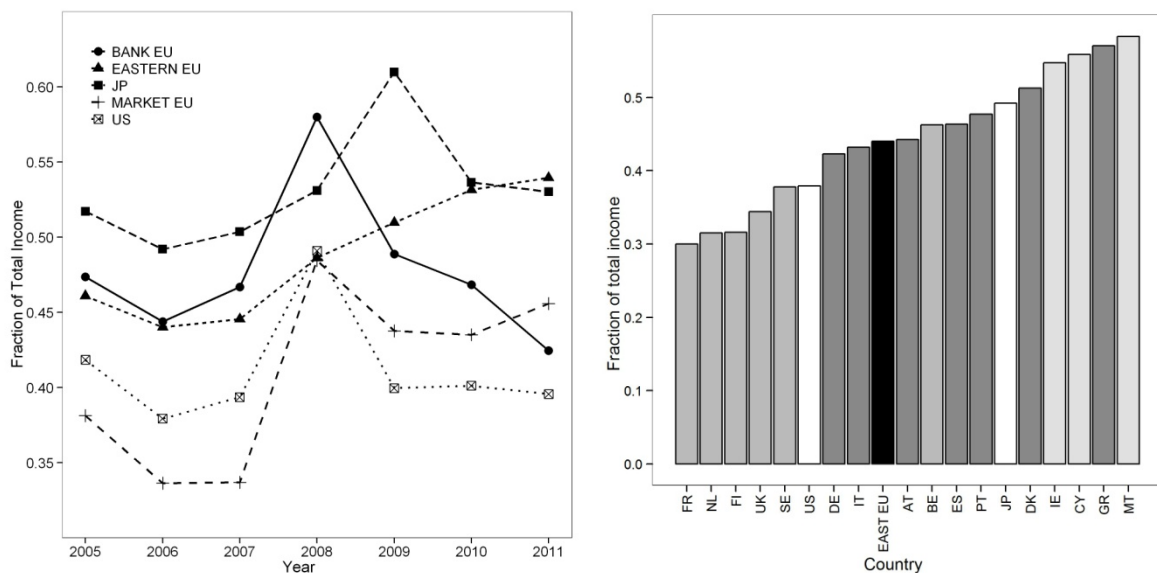 BANK EU
EASTERN EU
JP
MARKET EU
US
Fraction of Total Income
0.60
0.55
0.50
0.45
0.40
0.35
2005
2006
2007
2008
2009
2010
2011
Year
Fraction of total income
0.5
0.4
0.3
0.2
0.1
0.0
FR
NL
FI
UK
SE
US
DE
IT
EAST EU
AT
BE
ES
PT
JP
DK
IE
CY
GR
MT
Country